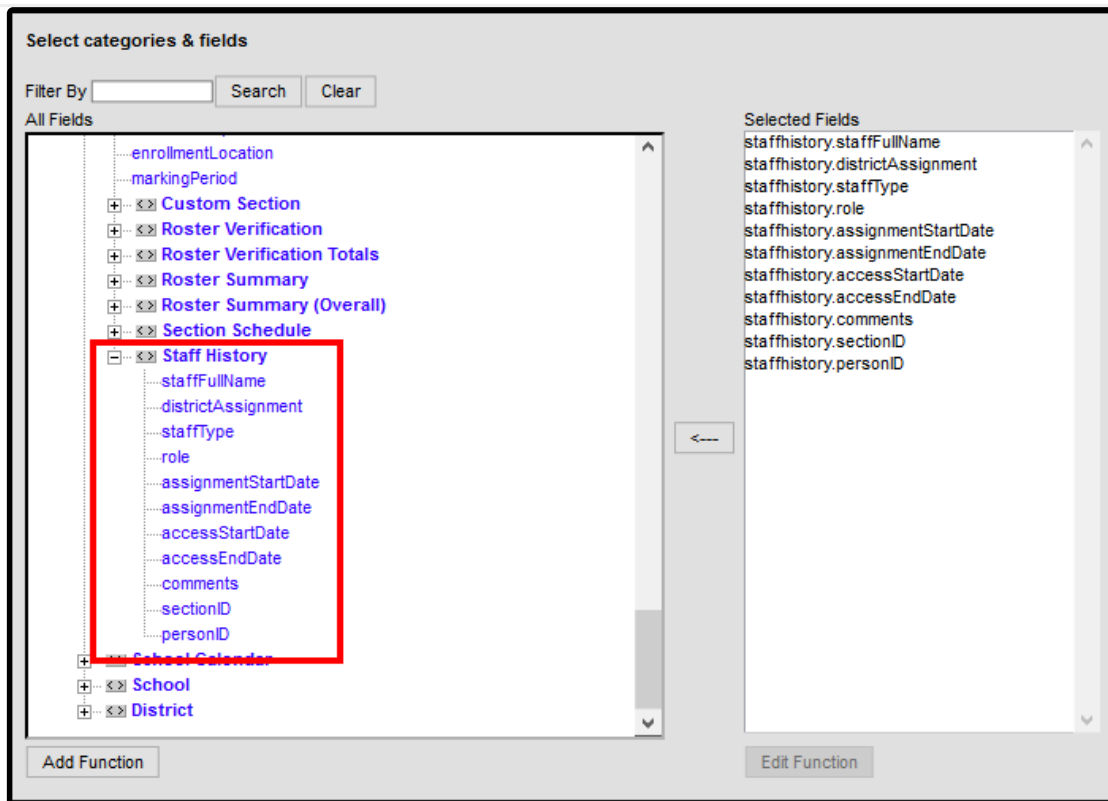 Select categories & fields
Filter By
Search
Clear
All Fields
enrollmentLocation
markingPeriod
Custom Section
Roster Verification
Roster Verification Totals
Roster Summary
Roster Summary (Overall)
Section Schedule
Staff History
staffFullName
districtAssignment
staffType
role
assignmentStartDate
assignmentEndDate
accessStartDate
accessEndDate
comments
sectionID
personID
School Calendar
School
District
Add Function
<---
Selected Fields
staffhistory.staffFullName
staffhistory.districtAssignment
staffhistory.staffType
staffhistory.role
staffhistory.assignmentStartDate
staffhistory.assignmentEndDate
staffhistory.accessStartDate
staffhistory.accessEndDate
staffhistory.comments
staffhistory.sectionID
staffhistory.personID
Edit Function